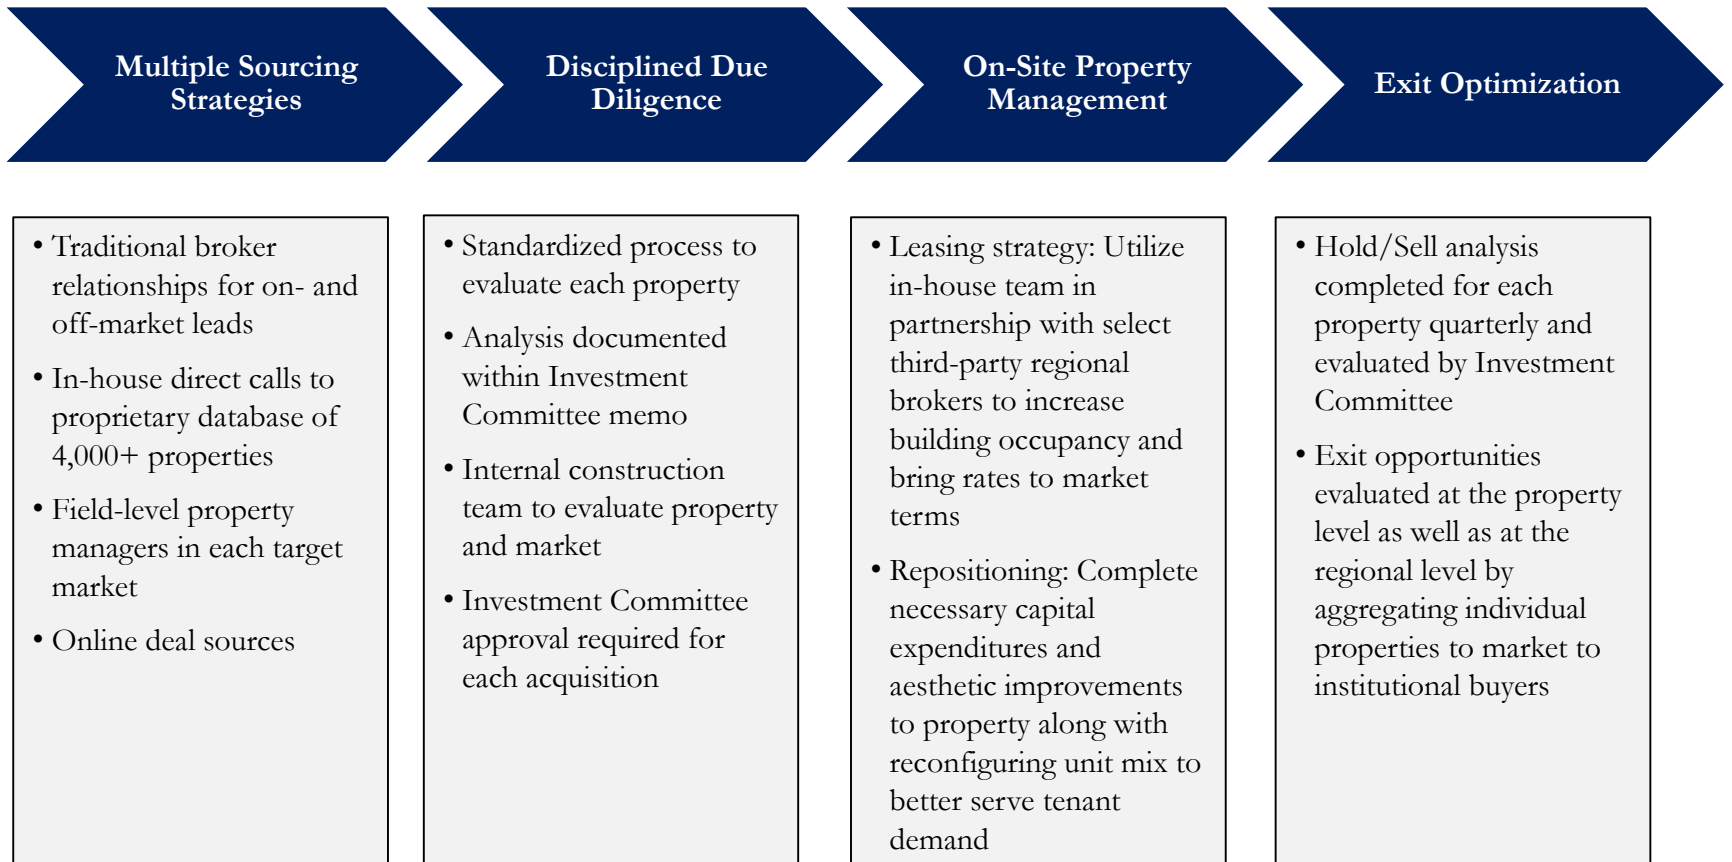 Multiple Sourcing
Strategies
Disciplined Due
Diligence
On-Site Property
Management
Exit Optimization
• Traditional broker
relationships for on- and
off-market leads
• In-house direct calls to
proprietary database of
4,000+ properties
• Field-level property
managers in each target
market
• Online deal sources
• Standardized process to
evaluate each property
• Analysis documented
within Investment
Committee memo
• Internal construction
team to evaluate property
and market
• Investment Committee
approval required for
each acquisition
• Leasing strategy: Utilize
in-house team in
partnership with select
third-party regional
brokers to increase
building occupancy and
bring rates to market
terms
• Repositioning: Complete
necessary capital
expenditures and
aesthetic improvements
to property along with
reconfiguring unit mix to
better serve tenant
demand
• Hold/Sell analysis
completed for each
property quarterly and
evaluated by Investment
Committee
• Exit opportunities
evaluated at the property
level as well as at the
regional level by
aggregating individual
properties to market to
institutional buyers